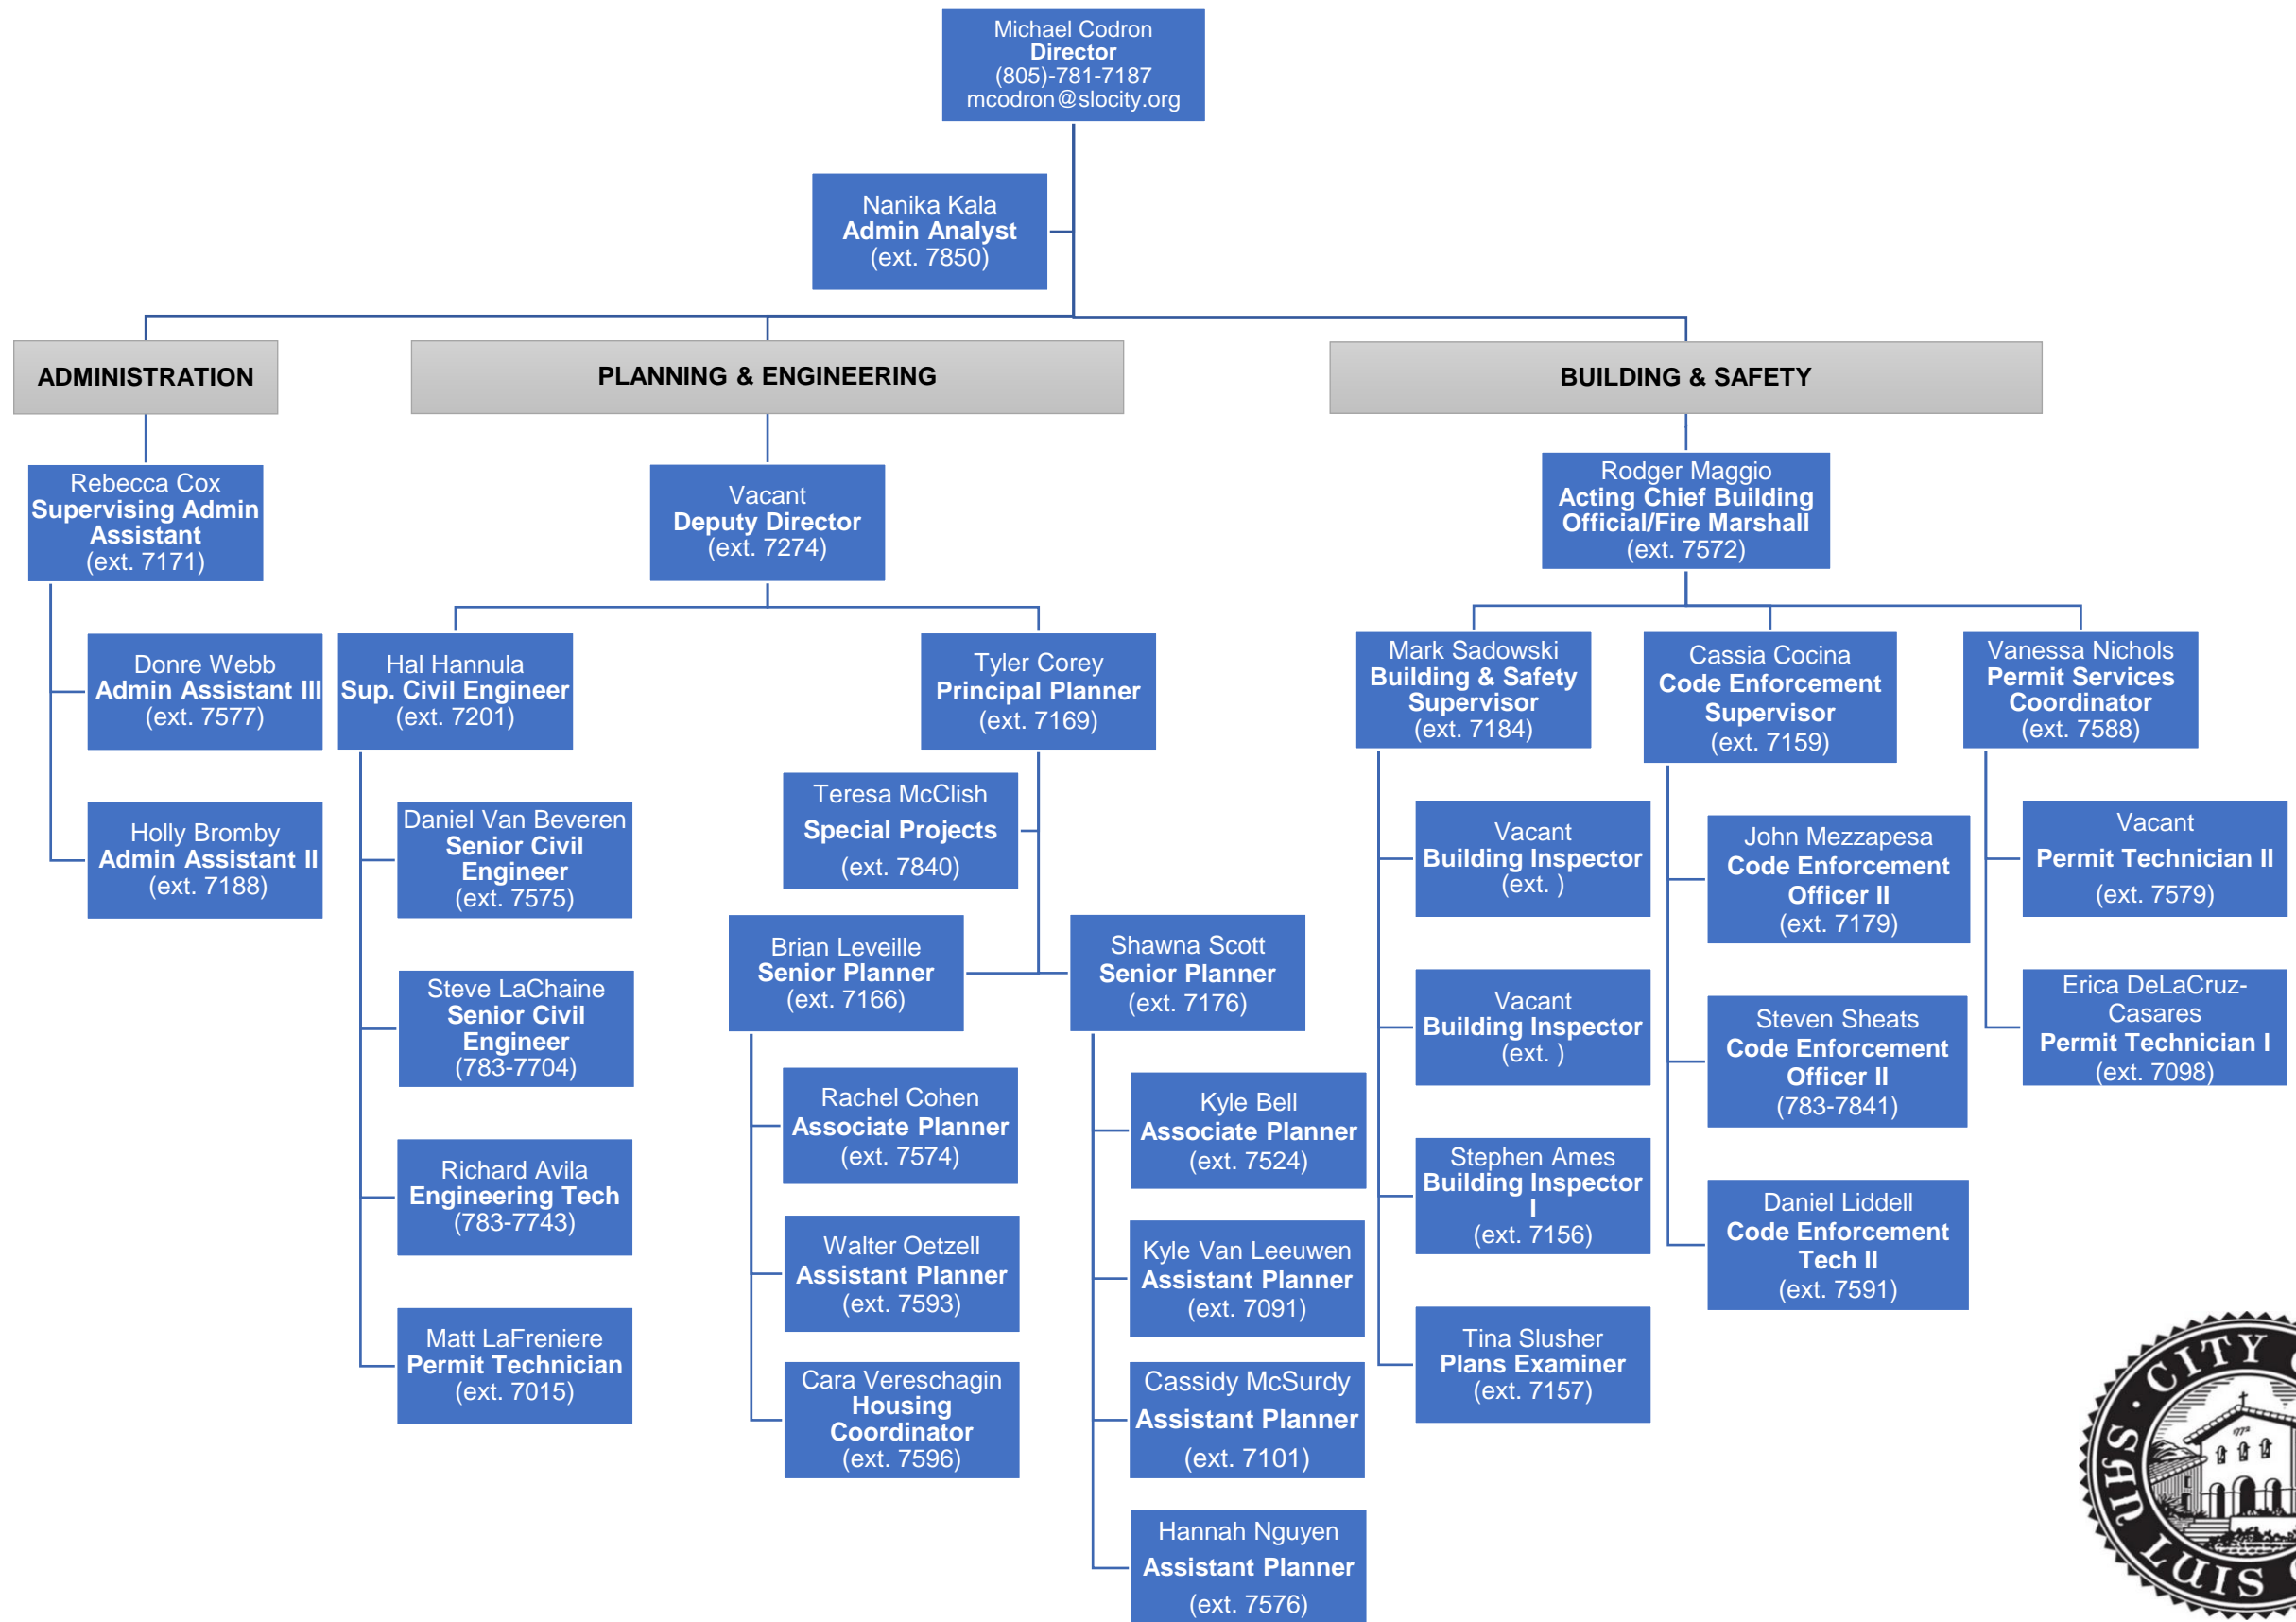 Michael Codron
Director
(805)-781-7187
mcodron@slocity.org
Nanika Kala
Admin Analyst
(ext. 7850)
ADMINISTRATION
PLANNING & ENGINEERING
BUILDING & SAFETY
Rebecca Cox
Supervising Admin
Assistant
(ext. 7171)
Donre Webb
Admin Assistant III
(ext. 7577)
Holly Bromby
Admin Assistant II
(ext. 7188)
Vacant
Deputy Director
(ext. 7274)
Hal Hannula
Sup. Civil Engineer
(ext. 7201)
Daniel Van Beveren
Senior Civil
Engineer
(ext. 7575)
Steve LaChaine
Senior Civil
Engineer
(783-7704)
Richard Avila
Engineering Tech
(783-7743)
Matt LaFreniere
Permit Technician
(ext. 7015)
Tyler Corey
Principal Planner
(ext. 7169)
Teresa McClish
Special Projects
(ext. 7840)
Brian Leveille
Senior Planner
(ext. 7166)
Rachel Cohen
Associate Planner
(ext. 7574)
Walter Oetzell
Assistant Planner
(ext. 7593)
Cara Vereschagin
Housing
Coordinator
(ext. 7596)
Shawna Scott
Senior Planner
(ext. 7176)
Kyle Bell
Associate Planner
(ext. 7524)
Kyle Van Leeuwen
Assistant Planner
(ext. 7091)
Cassidy McSurdy
Assistant Planner
(ext. 7101)
Hannah Nguyen
Assistant Planner
(ext. 7576)
Rodger Maggio
Acting Chief Building
Official/Fire Marshall
(ext. 7572)
Mark Sadowski
Building & Safety
Supervisor
(ext. 7184)
Vacant
Building Inspector
(ext. )
Vacant
Building Inspector
(ext. )
Stephen Ames
Building Inspector
I
(ext. 7156)
Tina Slusher
Plans Examiner
(ext. 7157)
Cassia Cocina
Code Enforcement
Supervisor
(ext. 7159)
John Mezzapesa
Code Enforcement
Officer II
(ext. 7179)
Steven Sheats
Code Enforcement
Officer II
(783-7841)
Daniel Liddell
Code Enforcement
Tech II
(ext. 7591)
Vanessa Nichols
Permit Services
Coordinator
(ext. 7588)
Vacant
Permit Technician II
(ext. 7579)
Erica DeLaCruz-
Casares
Permit Technician I
(ext. 7098)
CITY
SAN LUIS